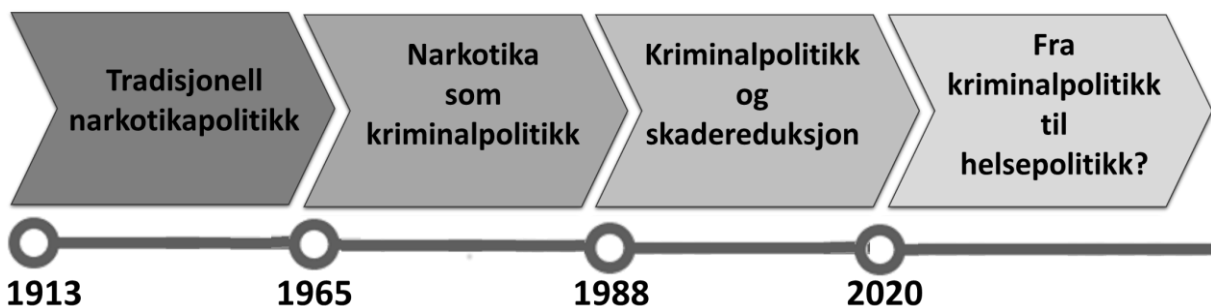 Tradisjonell
narkotikapolitikk
Narkotika
som
kriminalpolitikk
Kriminalpolitikk
og
skadereduksjon
Fra
kriminalpolitikk
til
helsepolitikk?
1913
1965
1988
2020